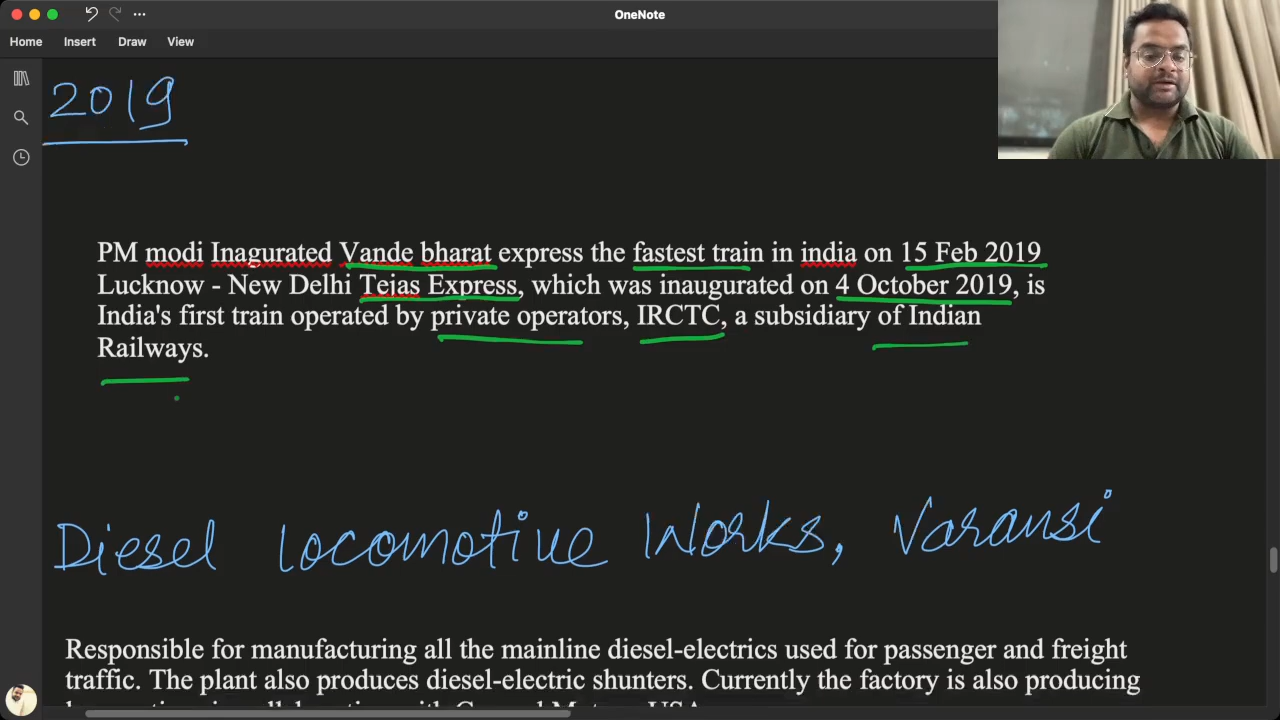 OneNote
Home Insert Draw View
2019
PM modi Inagurated Vande bharat express the fastest train in india on 15 Feb 2019
Lucknow - New Delhi Tejas Express, which was inaugurated on 4 October 2019, is
India's first train operated by private operators, IRCTC, a subsidiary of Indian
Railways.
Diesel Locomotive Works, Varansi
Responsible for manufacturing all the mainline diesel-electrics used for passenger and freight
traffic. The plant also produces diesel-electric shunters. Currently the factory is also producing